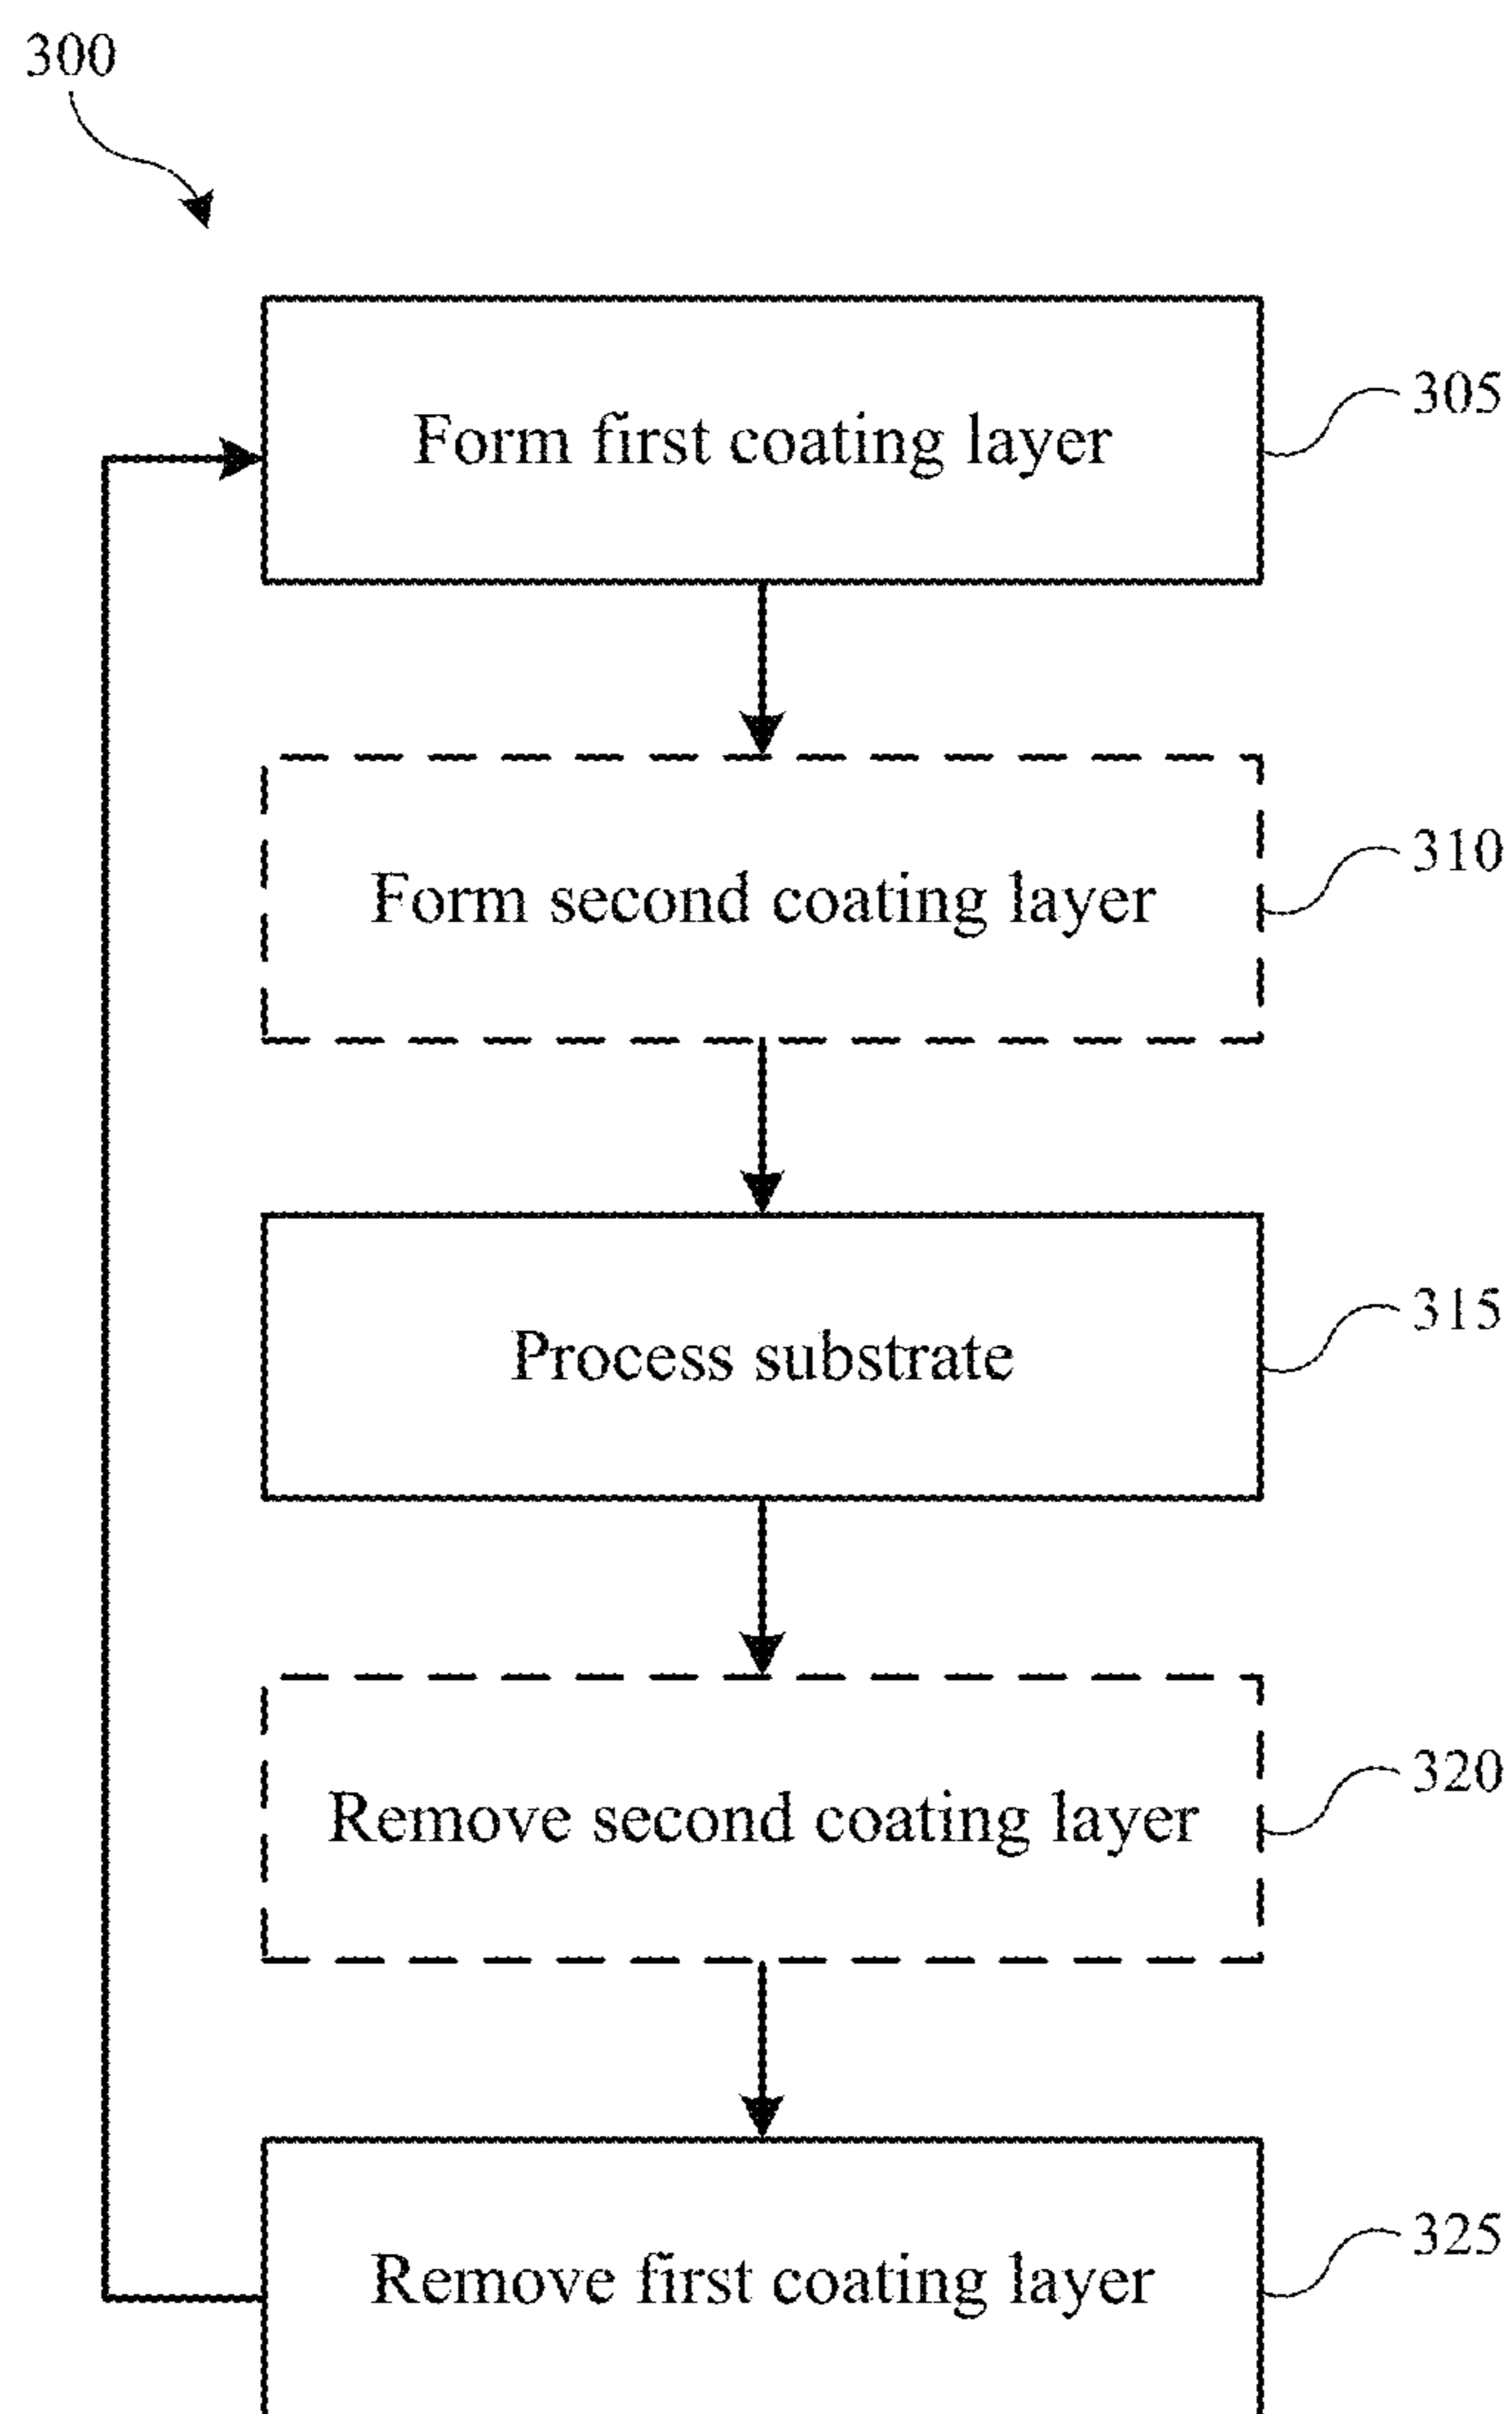 300
Form first coating layer
305
Form second coating layer
310
Process substrate
315
Remove second coating layer
320
Remove first coating layer
325